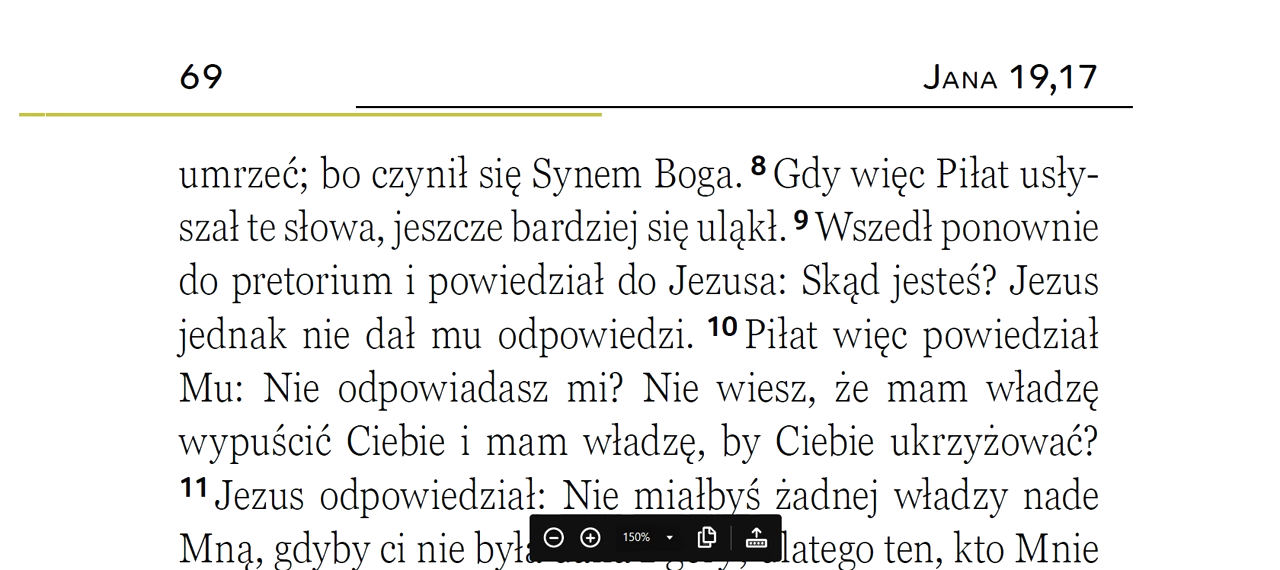 69 Jana 19,17
umrzeć; bo czynił się Synem Boga. 8 Gdy więc Piłat usły-
szał te słowa, jeszcze bardziej się uląkł. 9 Wszedł ponownie
do pretorium i powiedział do Jezusa: Skąd jesteś? Jezus
jednak nie dał mu odpowiedzi. 10 Piłat więc powiedział
Mu: Nie odpowiadasz mi? Nie wiesz, że mam władzę
wypuścić Ciebie i mam władzę, by Ciebie ukrzyżować?
11 Jezus odpowiedział: Nie miałbyś żadnej władzy nade
Mną, gdyby ci nie była ten, kto Mnie
150%